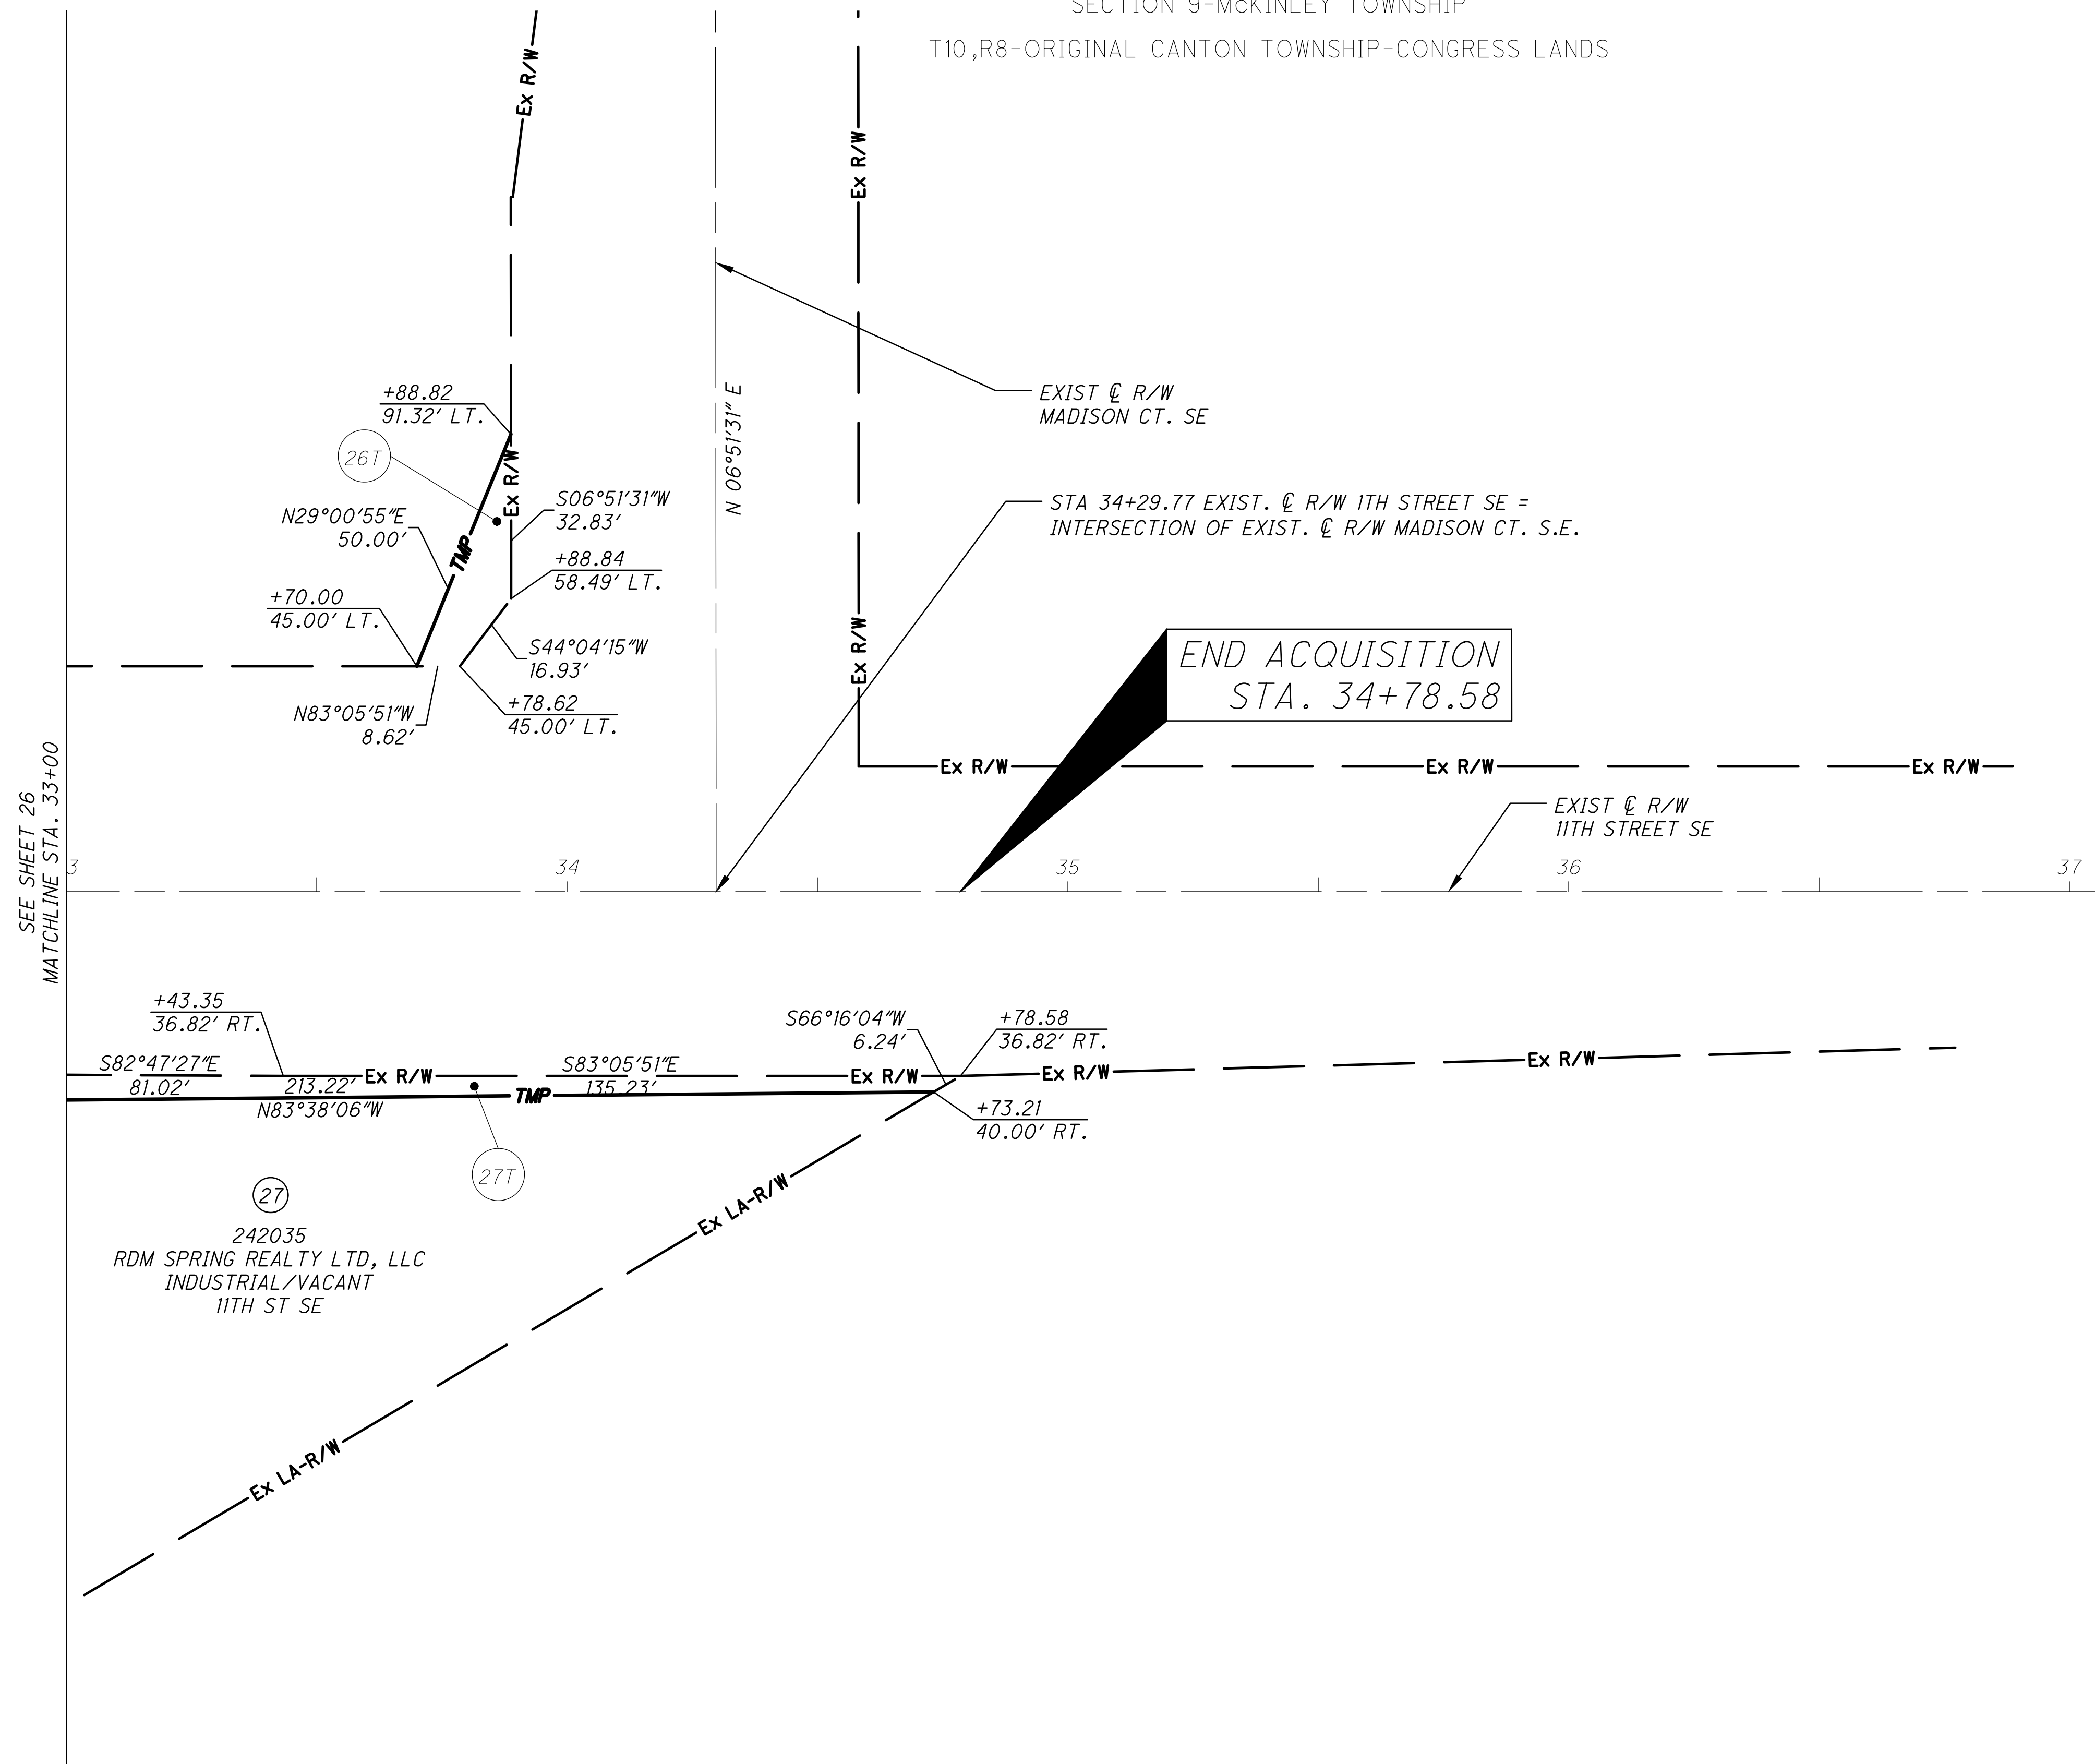 SECTION 9-McKINLEY TOWNSHIP
T10,R8-ORIGINAL CANTON TOWNSHIP-CONGRESS LANDS
Ex R/W
Ex R/W
+88.82
91.32' LT.
26T
Ex R/W
N 06°51'31" E
EXIST ℄ R/W
MADISON CT. SE
S06°51'31"W
32.83'
N29°00'55"E
50.00'
TMP
STA 34+29.77 EXIST. ℄ R/W 1TH STREET SE =
INTERSECTION OF EXIST. ℄ R/W MADISON CT. S.E.
+88.84
58.49' LT.
+70.00
45.00' LT.
S44°04'15"W
16.93'
Ex R/W
END ACQUISITION
STA. 34+78.58
N83°05'51"W
8.62'
+78.62
45.00' LT.
Ex R/W
Ex R/W
Ex R/W
EXIST ℄ R/W
11TH STREET SE
SEE SHEET 26
MATCHLINE STA. 33+00
3
34
35
36
37
+43.35
36.82' RT.
S66°16'04"W
6.24'
+78.58
36.82' RT.
S82°47'27"E
81.02'
213.22'
N83°38'06"W
Ex R/W
S83°05'51"E
135.23'
TMP
Ex R/W
Ex R/W
Ex R/W
+73.21
40.00' RT.
27T
27
242035
RDM SPRING REALTY LTD, LLC
INDUSTRIAL/VACANT
11TH ST SE
Ex LA-R/W
Ex LA-R/W